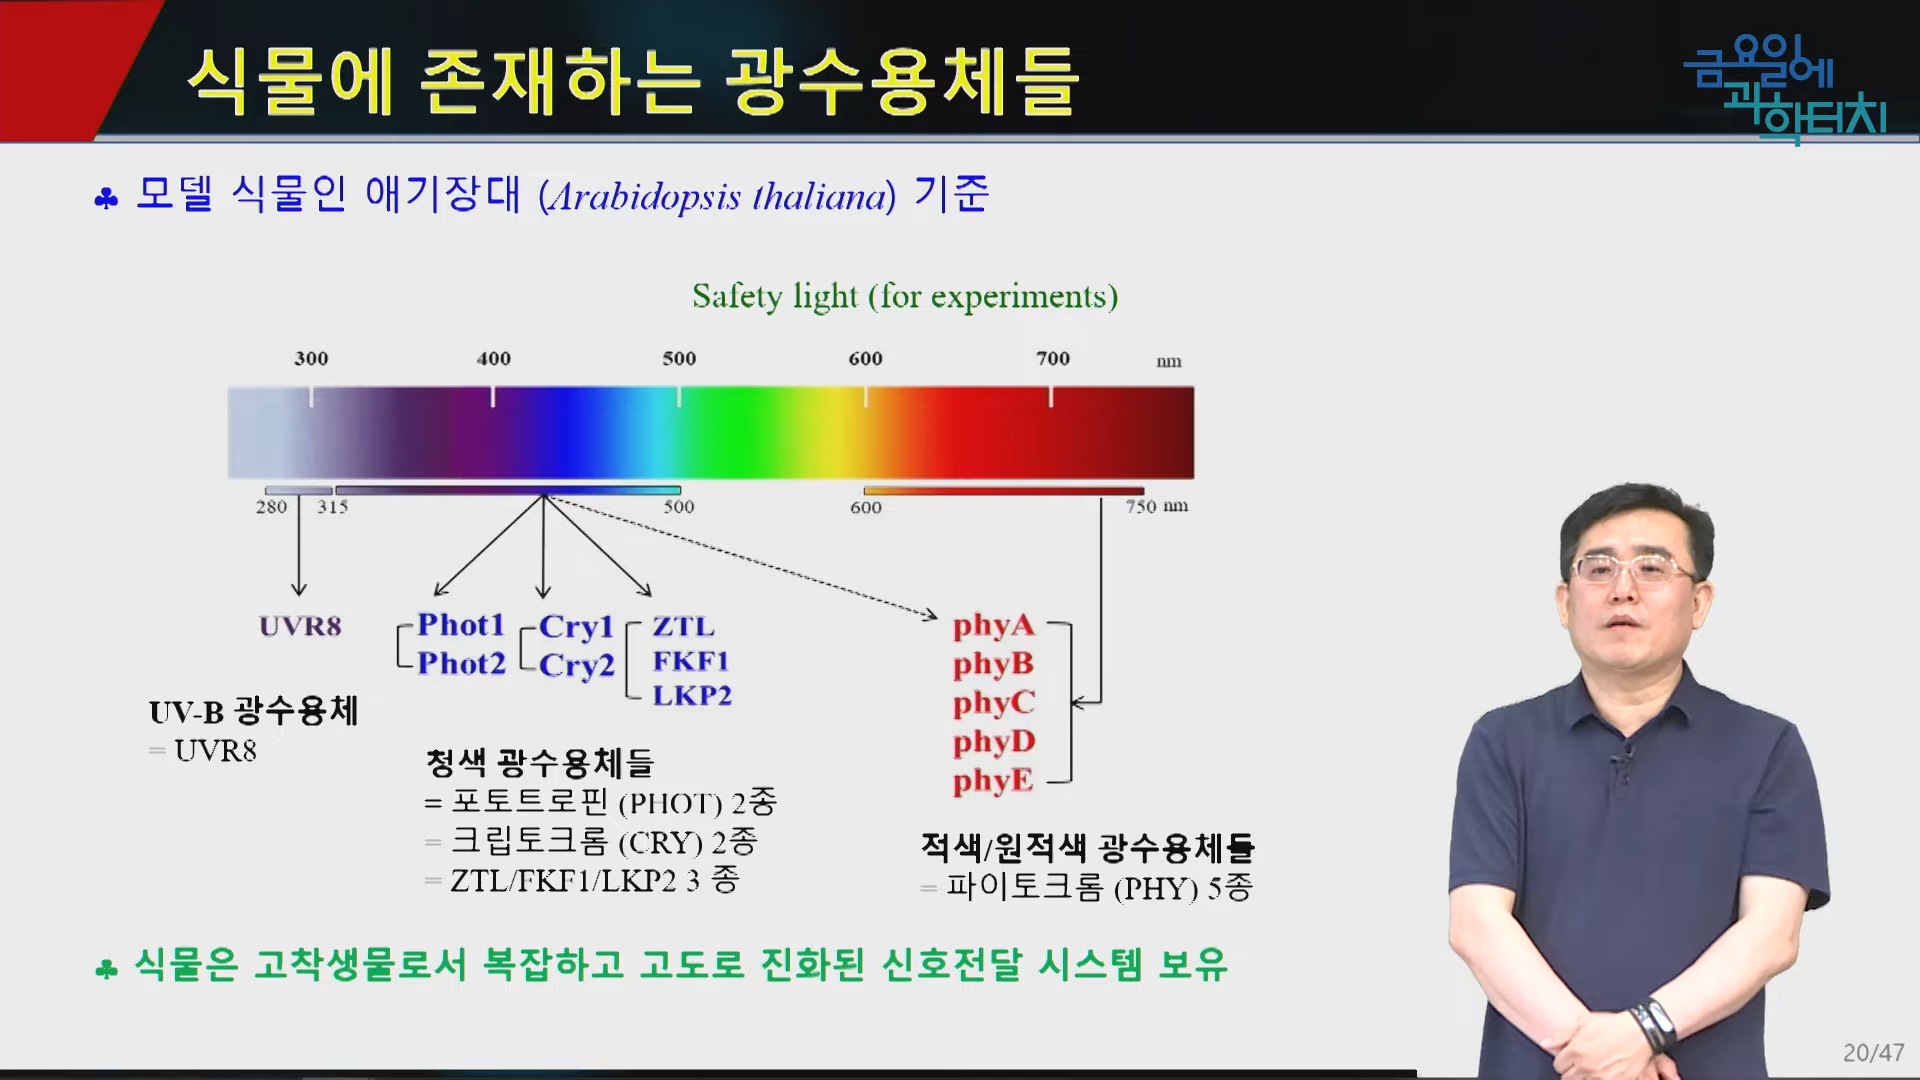 식물에 존재하는 광수용체들
금요일에
과학터치
♣ 모델 식물인 애기장대 (Arabidopsis thaliana) 기준
Safety light (for experiments)
300 400 500 600 700 nm
280 315 500 600 750 nm
UVR8
Phot1
Phot2
Cry1
Cry2
ZTL
FKF1
LKP2
phyA
phyB
phyC
phyD
phyE
UV-B 광수용체
= UVR8
청색 광수용체들
= 포토트로핀 (PHOT) 2종
= 크립토크롬 (CRY) 2종
= ZTL/FKF1/LKP2 3 종
적색/원적색 광수용체들
= 파이토크롬 (PHY) 5종
♣ 식물은 고착생물로서 복잡하고 고도로 진화된 신호전달 시스템 보유
20/47